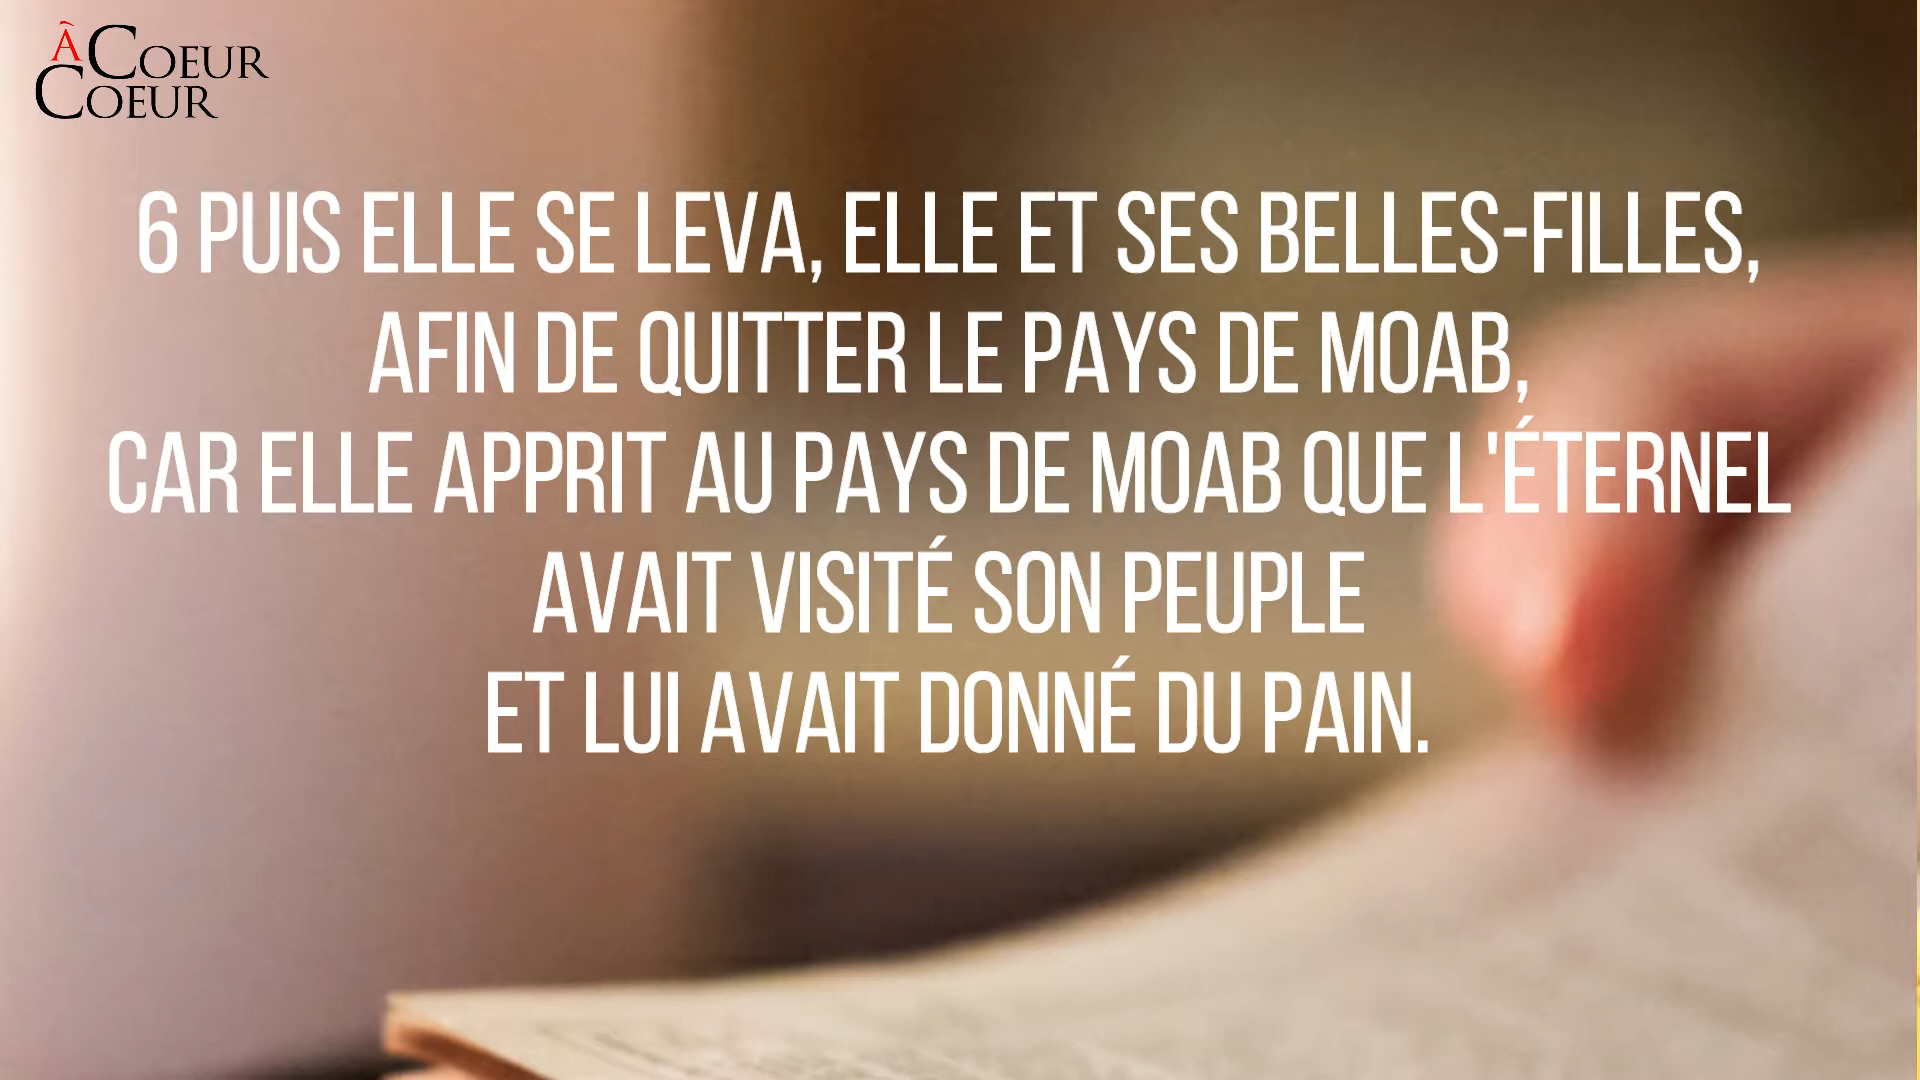 À COEUR
COEUR
6 PUIS ELLE SE LEVA, ELLE ET SES BELLES-FILLES,
AFIN DE QUITTER LE PAYS DE MOAB,
CAR ELLE APPRIT AU PAYS DE MOAB QUE L'ÉTERNEL
AVAIT VISITÉ SON PEUPLE
ET LUI AVAIT DONNÉ DU PAIN.